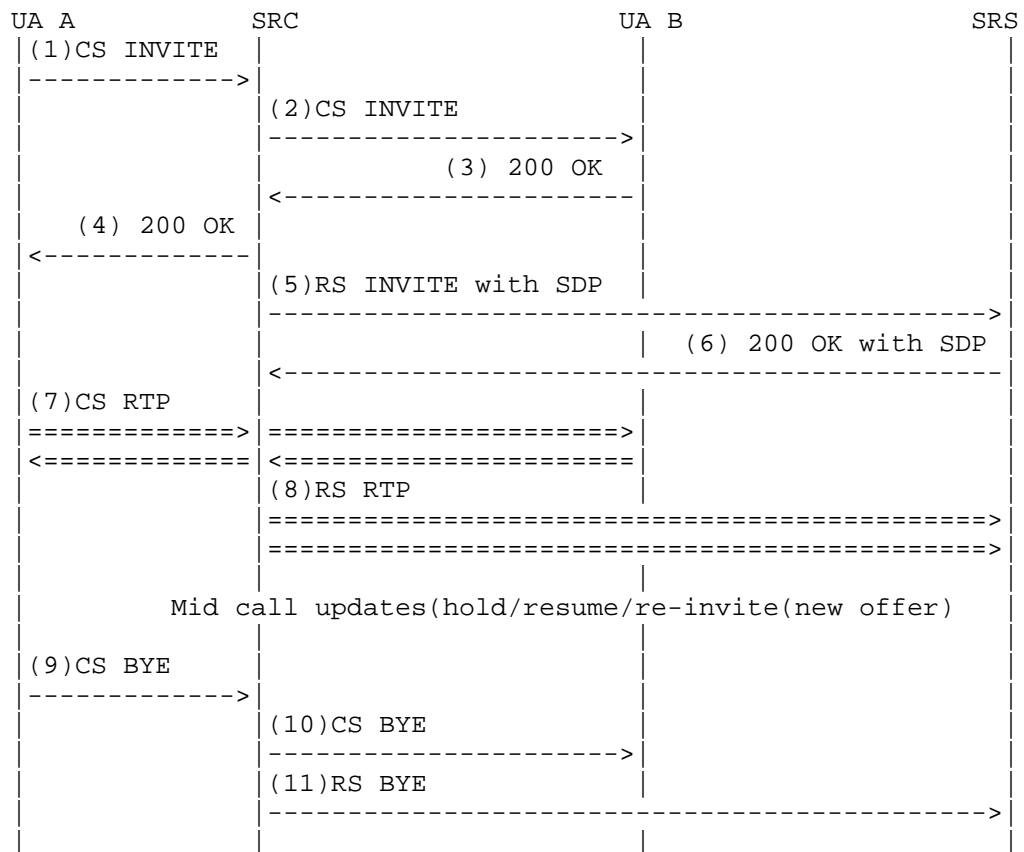 UA A SRC UA B SRS
(1)CS INVITE
(2)CS INVITE
(3) 200 OK
(4) 200 OK
(5)RS INVITE with SDP
(6) 200 OK with SDP
(7)CS RTP
(8)RS RTP
Mid call updates(hold/resume/re-invite(new offer)
(9)CS BYE
(10)CS BYE
(11)RS BYE